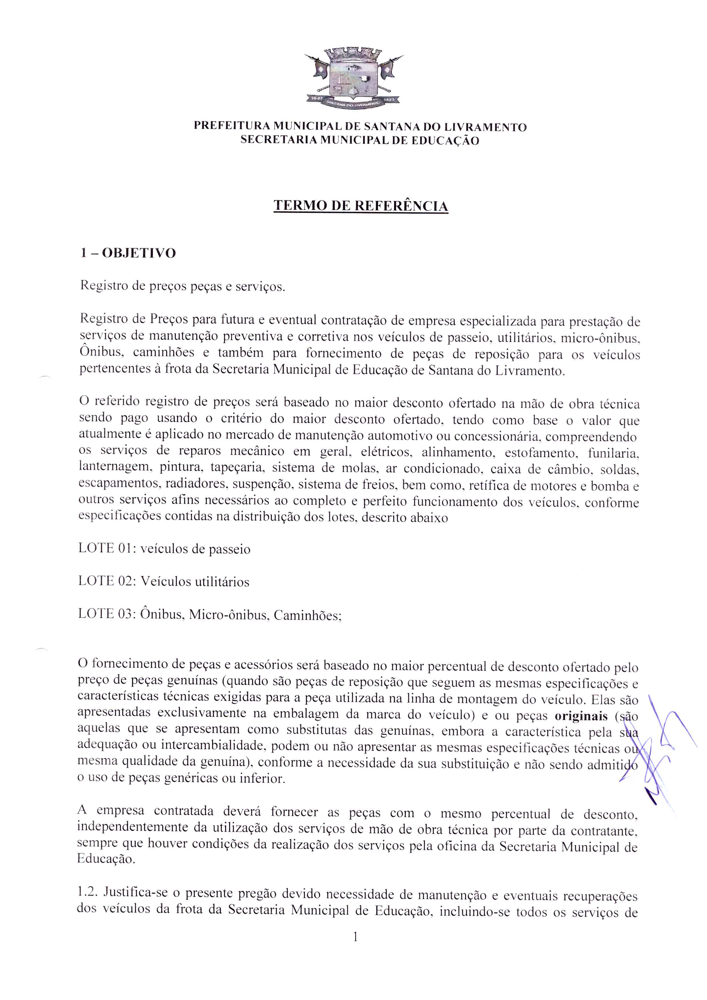 30-07 SANT'ANA DO LIVRAMENTO 1823
PREFEITURA MUNICIPAL DE SANTANA DO LIVRAMENTO
SECRETARIA MUNICIPAL DE EDUCAÇÃO
TERMO DE REFERÊNCIA
1 – OBJETIVO
Registro de preços peças e serviços.
Registro de Preços para futura e eventual contratação de empresa especializada para prestação de
serviços de manutenção preventiva e corretiva nos veículos de passeio, utilitários, micro-ônibus,
Ônibus, caminhões e também para fornecimento de peças de reposição para os veículos
pertencentes à frota da Secretaria Municipal de Educação de Santana do Livramento.
O referido registro de preços será baseado no maior desconto ofertado na mão de obra técnica
sendo pago usando o critério do maior desconto ofertado, tendo como base o valor que
atualmente é aplicado no mercado de manutenção automotivo ou concessionária, compreendendo
os serviços de reparos mecânico em geral, elétricos, alinhamento, estofamento, funilaria,
lanternagem, pintura, tapeçaria, sistema de molas, ar condicionado, caixa de câmbio, soldas,
escapamentos, radiadores, suspenção, sistema de freios, bem como, retífica de motores e bomba e
outros serviços afins necessários ao completo e perfeito funcionamento dos veículos, conforme
especificações contidas na distribuição dos lotes, descrito abaixo
LOTE 01: veículos de passeio
LOTE 02: Veículos utilitários
LOTE 03: Ônibus, Micro-ônibus, Caminhões;
O fornecimento de peças e acessórios será baseado no maior percentual de desconto ofertado pelo
preço de peças genuínas (quando são peças de reposição que seguem as mesmas especificações e
características técnicas exigidas para a peça utilizada na linha de montagem do veículo. Elas são
apresentadas exclusivamente na embalagem da marca do veículo) e ou peças originais (são
aquelas que se apresentam como substitutas das genuínas, embora a característica pela sua
adequação ou intercambialidade, podem ou não apresentar as mesmas especificações técnicas ou
mesma qualidade da genuína), conforme a necessidade da sua substituição e não sendo admitido
o uso de peças genéricas ou inferior.
A empresa contratada deverá fornecer as peças com o mesmo percentual de desconto,
independentemente da utilização dos serviços de mão de obra técnica por parte da contratante,
sempre que houver condições da realização dos serviços pela oficina da Secretaria Municipal de
Educação.
1.2. Justifica-se o presente pregão devido necessidade de manutenção e eventuais recuperações
dos veículos da frota da Secretaria Municipal de Educação, incluindo-se todos os serviços de
1